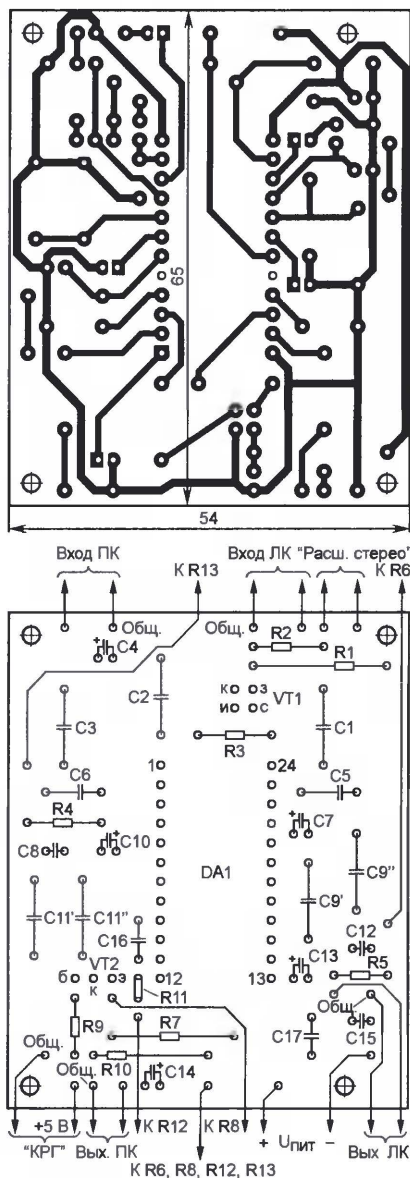 65
54
Вход ПК
К R13
Вход ЛК
"Расш. стерео"
К R6
Общ.
C4
Общ.
R2
R1
C2
к
з
и
с
VT1
C3
R3
C1
1
24
C6
C5
R4
C10
C7
C8
DA1
C9"
C11'
C11"
C9'
C16
C12
VT2
б
к
э
12
13
C13
R5
R11
Общ.
R9
R7
C17
C15
Общ.
R10
Общ.
C14
+5 В
"КРГ"
Вых. ПК
К R12
К R8
+ Uпит −
Вых ЛК
К R6, R8, R12, R13